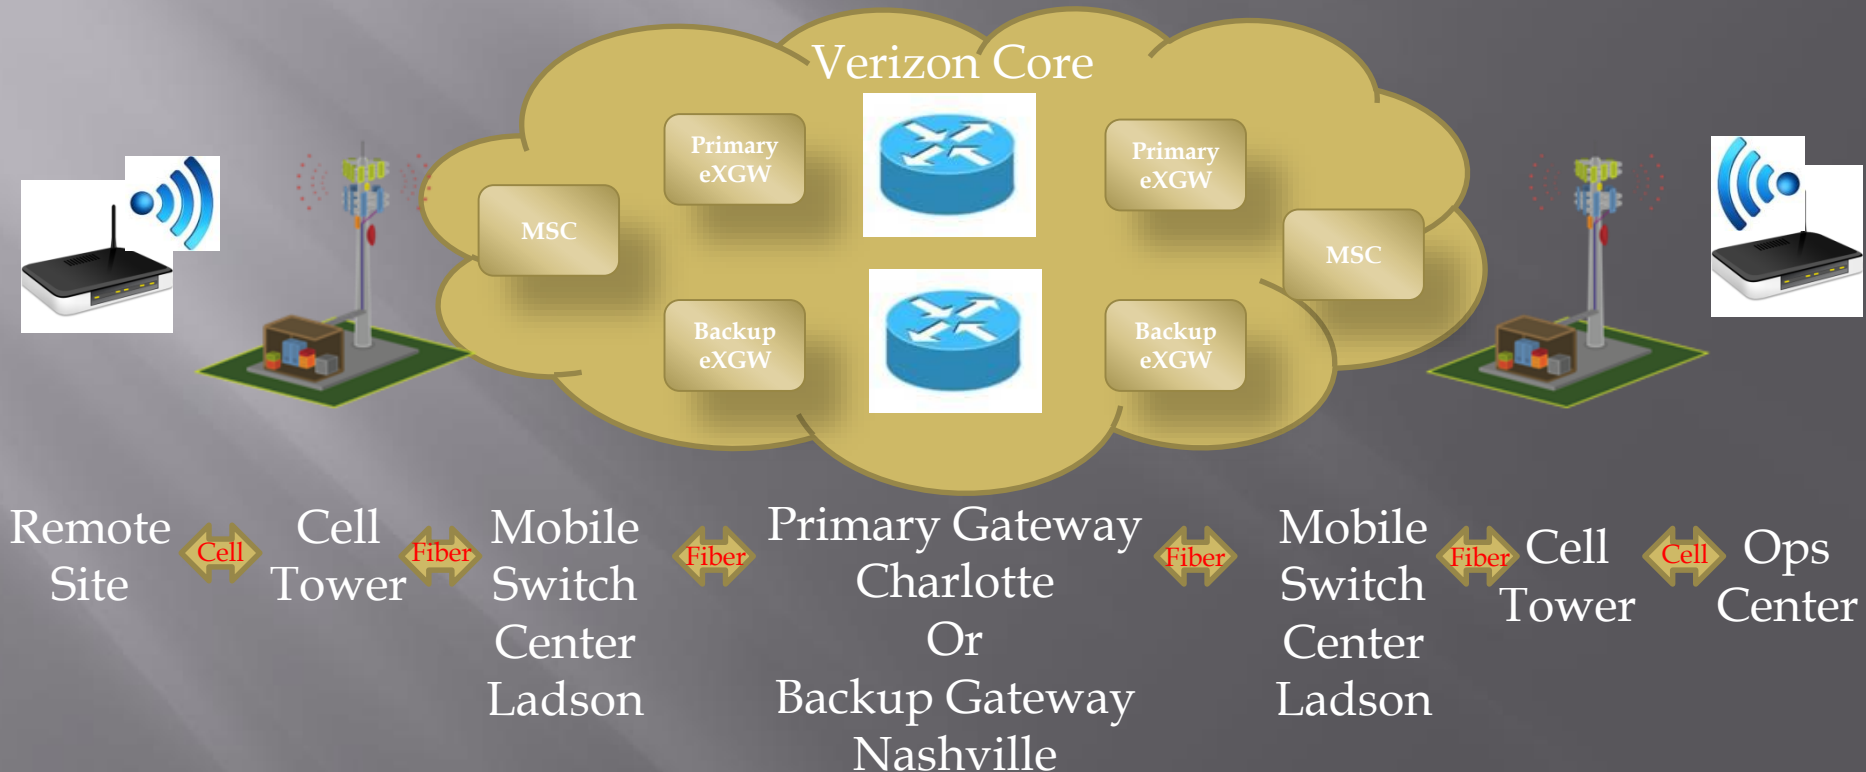 Verizon Core
Primary
eXGW
Primary
eXGW
MSC
MSC
Backup
eXGW
Backup
eXGW
Remote
Site
Cell
Cell
Tower
Fiber
Mobile
Switch
Center
Ladson
Fiber
Primary Gateway
Charlotte
Or
Backup Gateway
Nashville
Fiber
Mobile
Switch
Center
Ladson
Fiber
Cell
Tower
Cell
Ops
Center